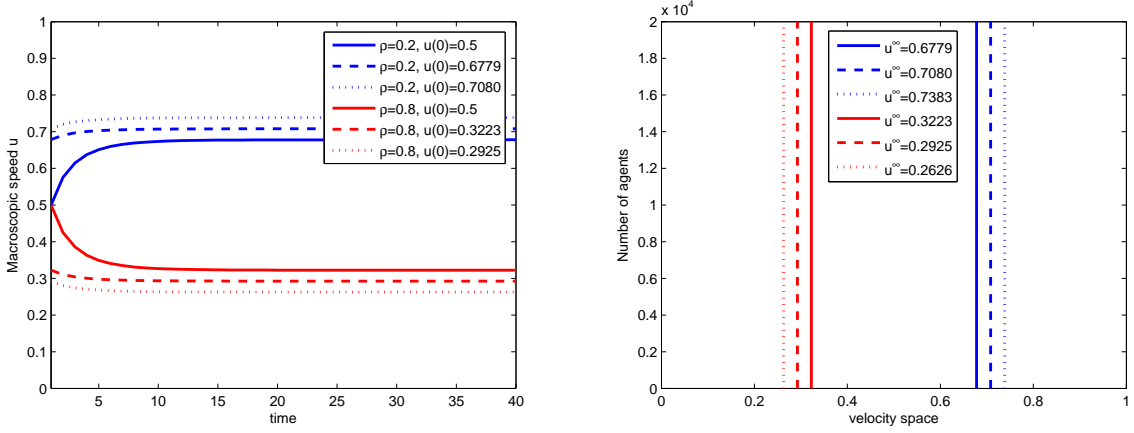 1
0.9
0.8
0.7
0.6
0.5
0.4
0.3
0.2
0.1
0
Macroscopic speed u
5 10 15 20 25 30 35 40
time
ρ=0.2, u(0)=0.5
ρ=0.2, u(0)=0.6779
ρ=0.2, u(0)=0.7080
ρ=0.8, u(0)=0.5
ρ=0.8, u(0)=0.3223
ρ=0.8, u(0)=0.2925
x 10⁴
2
1.8
1.6
1.4
1.2
1
0.8
0.6
0.4
0.2
0
Number of agents
0 0.2 0.4 0.6 0.8 1
velocity space
u∞=0.6779
u∞=0.7080
u∞=0.7383
u∞=0.3223
u∞=0.2925
u∞=0.2626